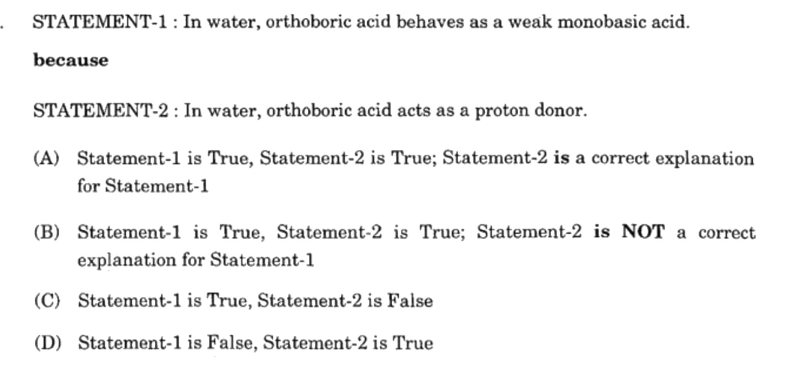 . STATEMENT-1 : In water, orthoboric acid behaves as a weak monobasic acid.
because
STATEMENT-2 : In water, orthoboric acid acts as a proton donor.
(A) Statement-1 is True, Statement-2 is True; Statement-2 is a correct explanation
for Statement-1
(B) Statement-1 is True, Statement-2 is True; Statement-2 is NOT a correct
explanation for Statement-1
(C) Statement-1 is True, Statement-2 is False
(D) Statement-1 is False, Statement-2 is True